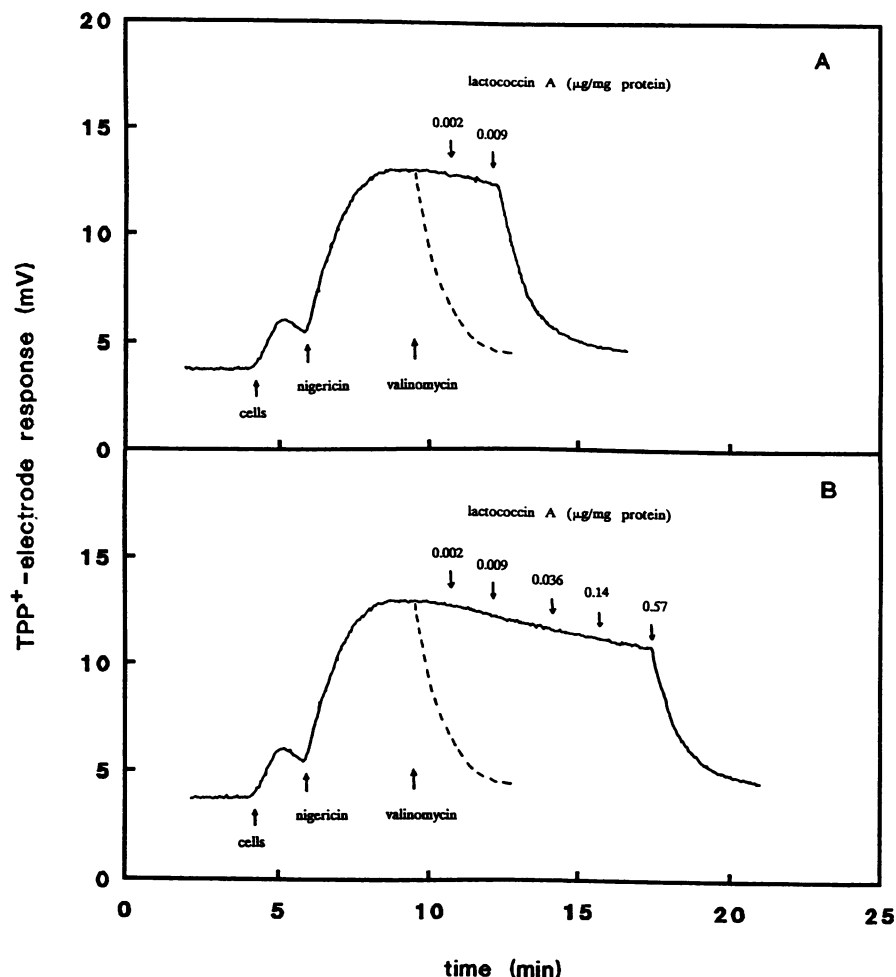 20
A
lactococcin A (μg/mg protein)
0.002
0.009
15
10
5
nigericin
valinomycin
cells
0
B
lactococcin A (μg/mg protein)
0.002
0.009
0.036
0.14
0.57
15
10
5
nigericin
valinomycin
cells
0
0 5 10 15 20 25
time (min)
TPP+-electrode response (mV)